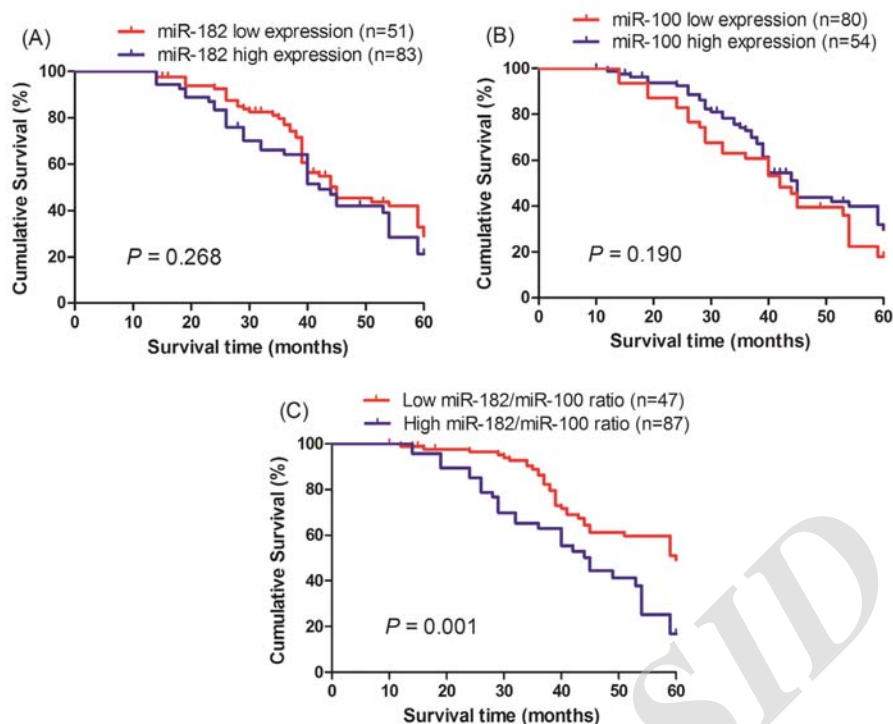 (A)
miR-182 low expression (n=51)
miR-182 high expression (n=83)
Cumulative Survival (%)
100
80
60
40
20
0
P = 0.268
0 10 20 30 40 50 60
Survival time (months)
(B)
miR-100 low expression (n=80)
miR-100 high expression (n=54)
Cumulative Survival (%)
100
80
60
40
20
0
P = 0.190
0 10 20 30 40 50 60
Survival time (months)
(C)
Low miR-182/miR-100 ratio (n=47)
High miR-182/miR-100 ratio (n=87)
Cumulative Survival (%)
100
80
60
40
20
0
P = 0.001
0 10 20 30 40 50 60
Survival time (months)
SID